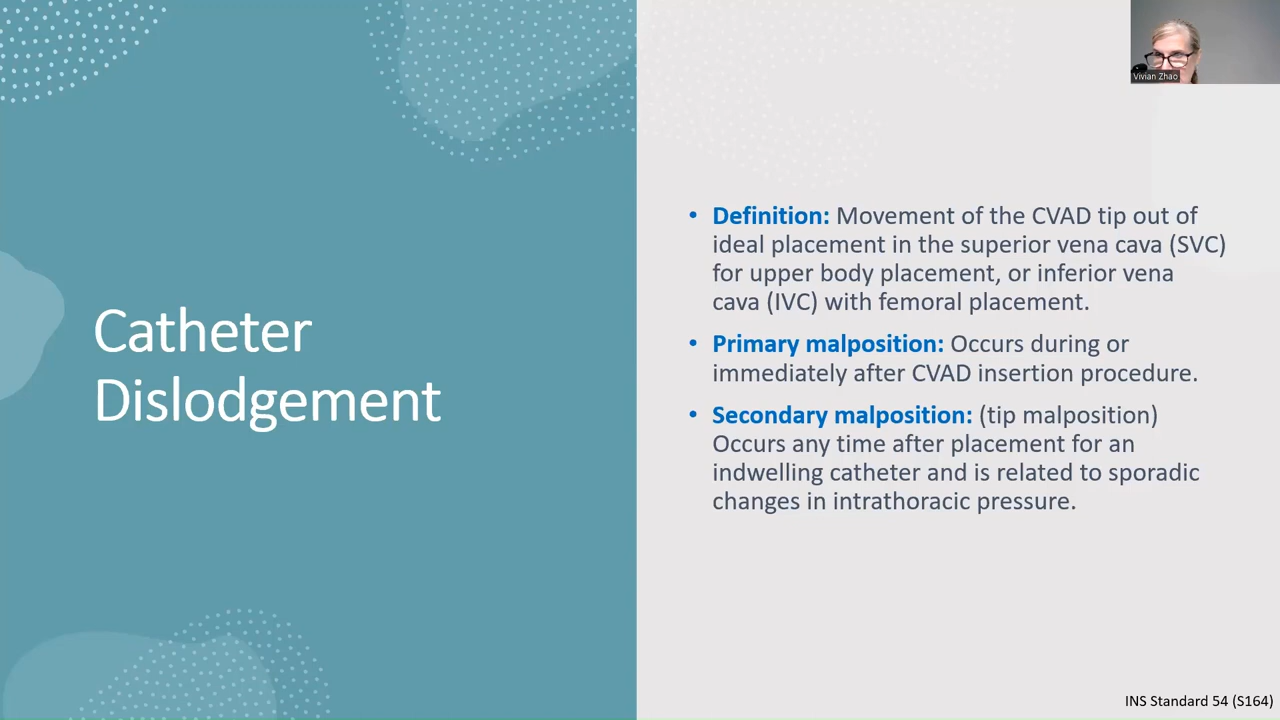 Vivian Zhao
Catheter
Dislodgement
• Definition: Movement of the CVAD tip out of
ideal placement in the superior vena cava (SVC)
for upper body placement, or inferior vena
cava (IVC) with femoral placement.
• Primary malposition: Occurs during or
immediately after CVAD insertion procedure.
• Secondary malposition: (tip malposition)
Occurs any time after placement for an
indwelling catheter and is related to sporadic
changes in intrathoracic pressure.
INS Standard 54 (S164)